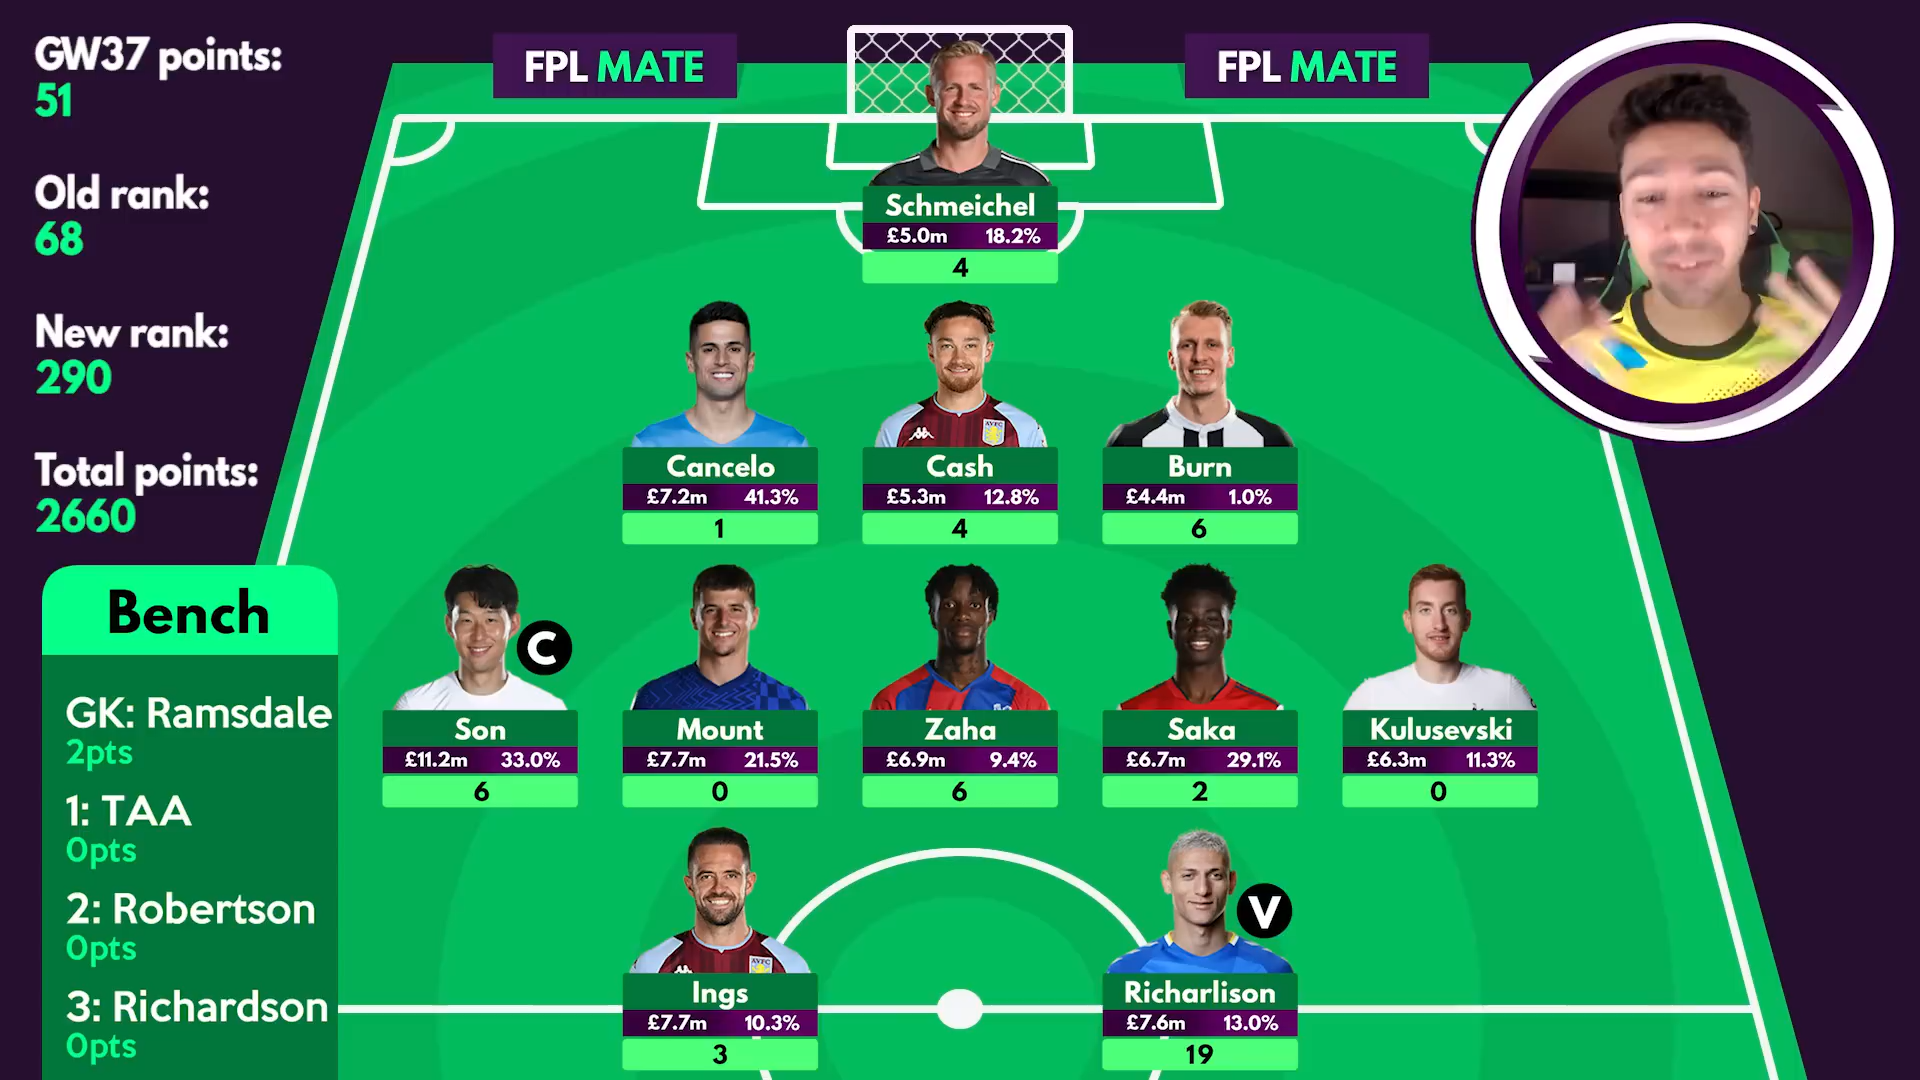 GW37 points:
51
Old rank:
68
New rank:
290
Total points:
2660
Bench
GK: Ramsdale
2pts
1: TAA
0pts
2: Robertson
0pts
3: Richardson
0pts
FPL MATE
FPL MATE
Schmeichel
£5.0m 18.2%
4
Cancelo
£7.2m 41.3%
1
Cash
£5.3m 12.8%
4
Burn
£4.4m 1.0%
6
C
Son
£11.2m 33.0%
6
Mount
£7.7m 21.5%
0
Zaha
£6.9m 9.4%
6
Saka
£6.7m 29.1%
2
Kulusevski
£6.3m 11.3%
0
Ings
£7.7m 10.3%
3
V
Richarlison
£7.6m 13.0%
19
AVFC
AVFC